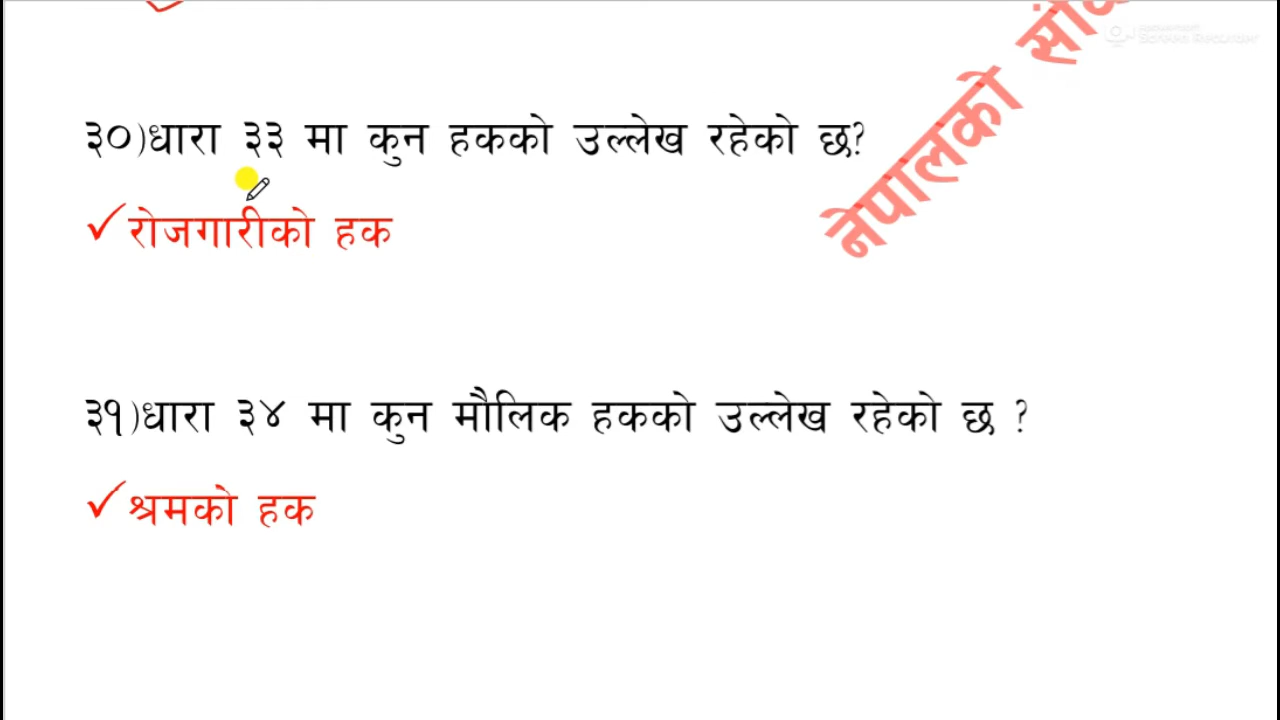 नेपालको
३०)धारा ३३ मा कुन हकको उल्लेख रहेको छ?
✓रोजगारीको हक
३१)धारा ३४ मा कुन मौलिक हकको उल्लेख रहेको छ ?
✓श्रमको हक